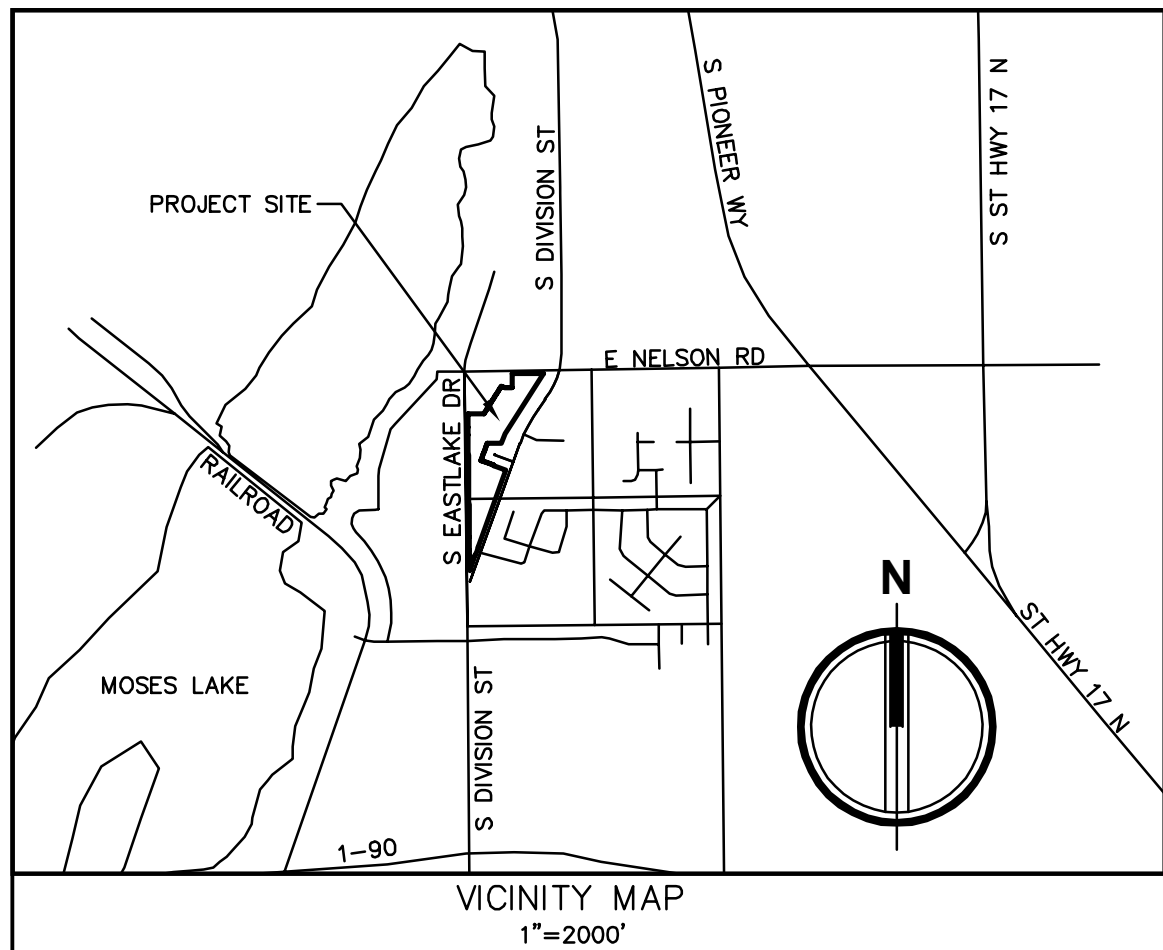 S PIONEER WY
S ST HWY 17 N
S DIVISION ST
PROJECT SITE
E NELSON RD
S EASTLAKE DR
RAILROAD
N
ST HWY 17 N
MOSES LAKE
S DIVISION ST
1-90
VICINITY MAP
1"=2000'